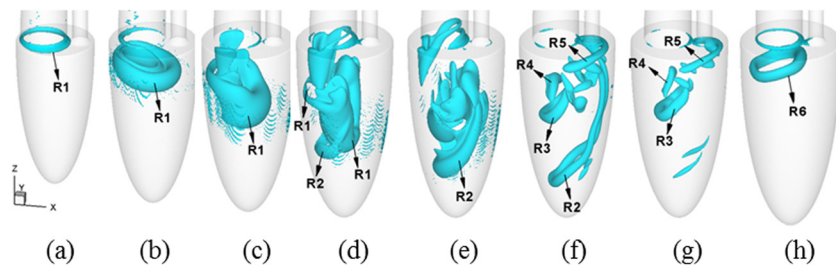 R1
R1
R1
R1
R2
R1
R2
R5
R4
R3
R2
R5
R4
R3
R6
Z
Y
X
(a) (b) (c) (d) (e) (f) (g) (h)